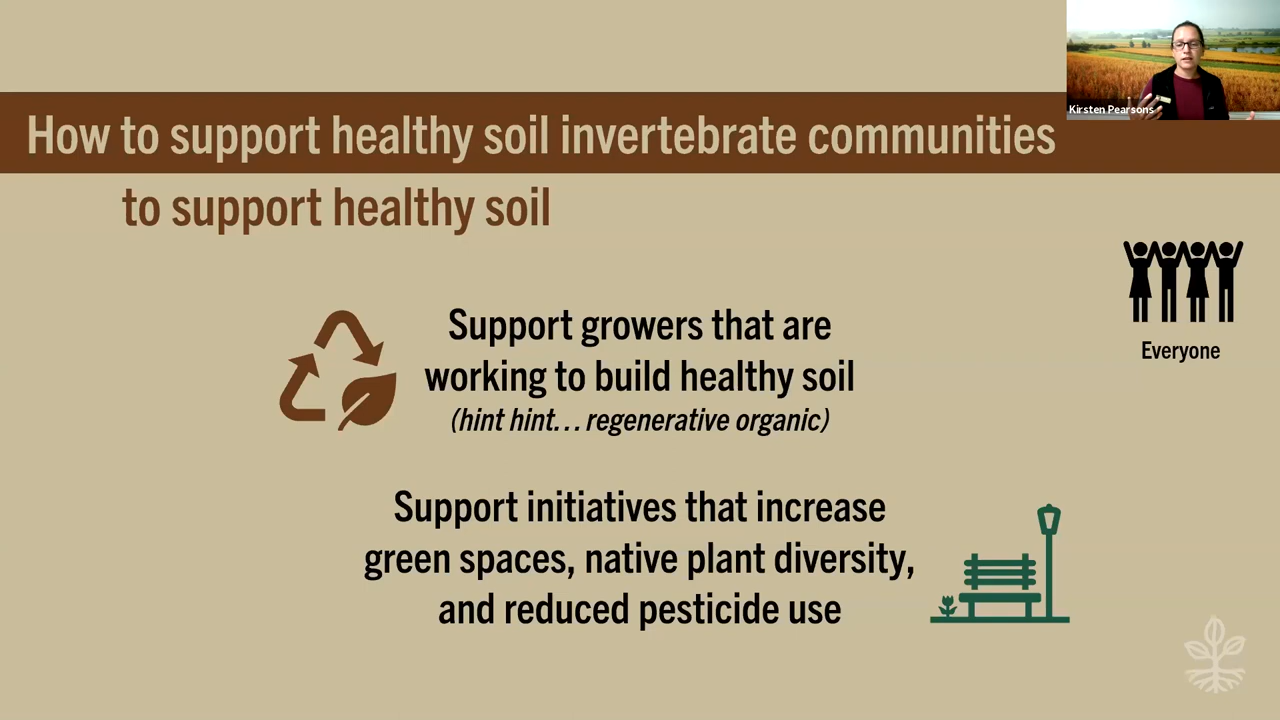 Kirsten Pearsons
How to support healthy soil invertebrate communities
to support healthy soil
Everyone
Support growers that are
working to build healthy soil
(hint hint... regenerative organic)
Support initiatives that increase
green spaces, native plant diversity,
and reduced pesticide use